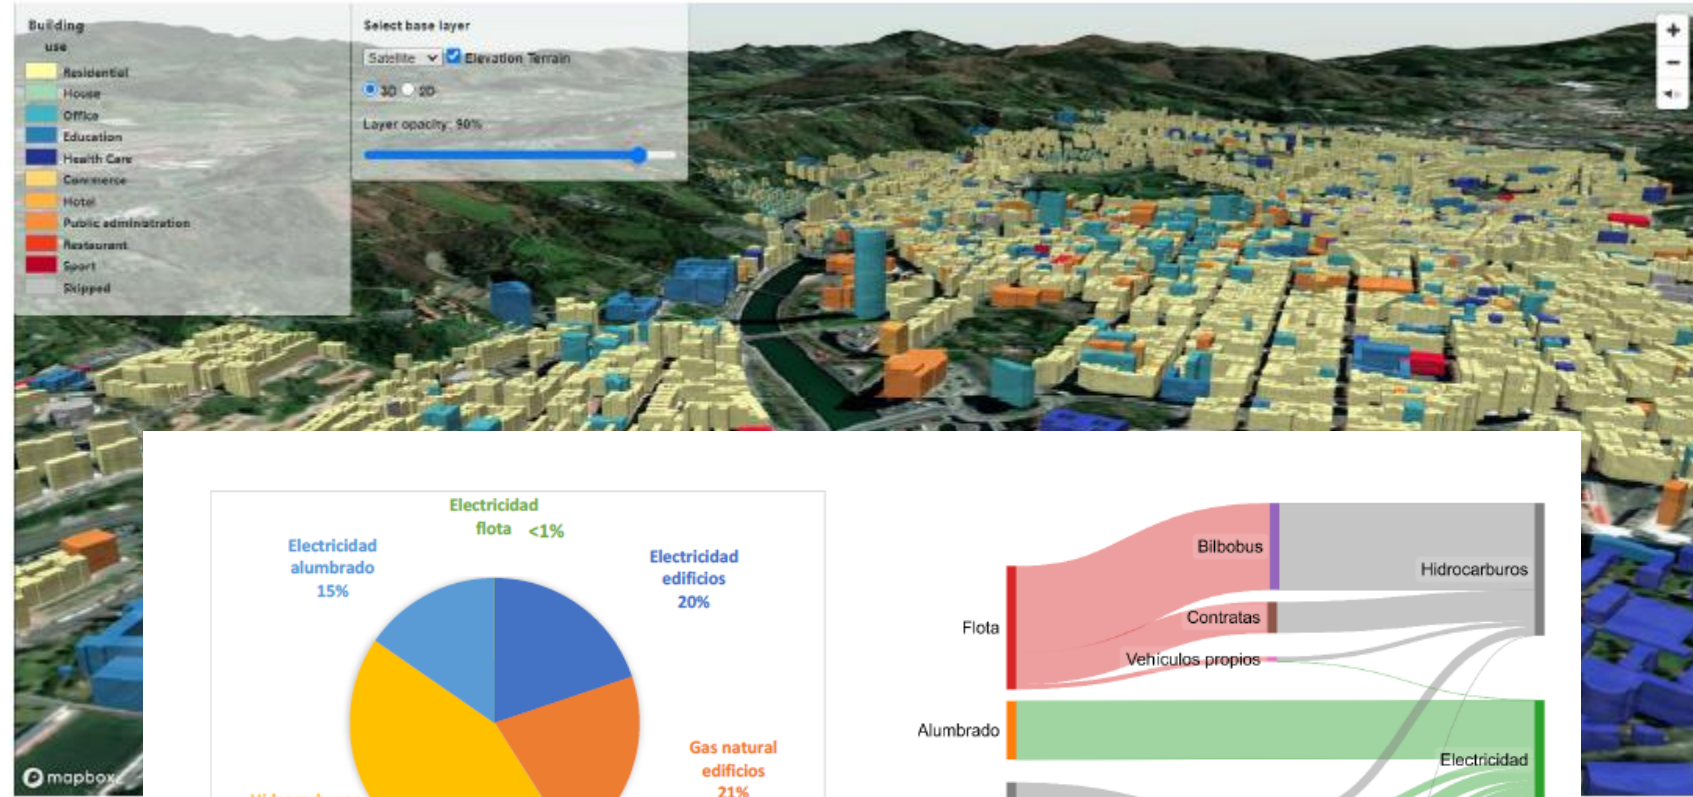 Building
use
Residential
House
Office
Education
Health Care
Commerce
Hotel
Public administration
Restaurant
Sport
Skipped
Select base layer
Satellite Elevation Terrain
3D 2D
Layer opacity: 90%
mapbox
Electricidad
flota <1%
Electricidad
alumbrado
15%
Electricidad
edificios
20%
Gas natural
edificios
21%
Bilbobus
Hidrocarburos
Contratas
Flota
Vehículos propios
Alumbrado
Electricidad